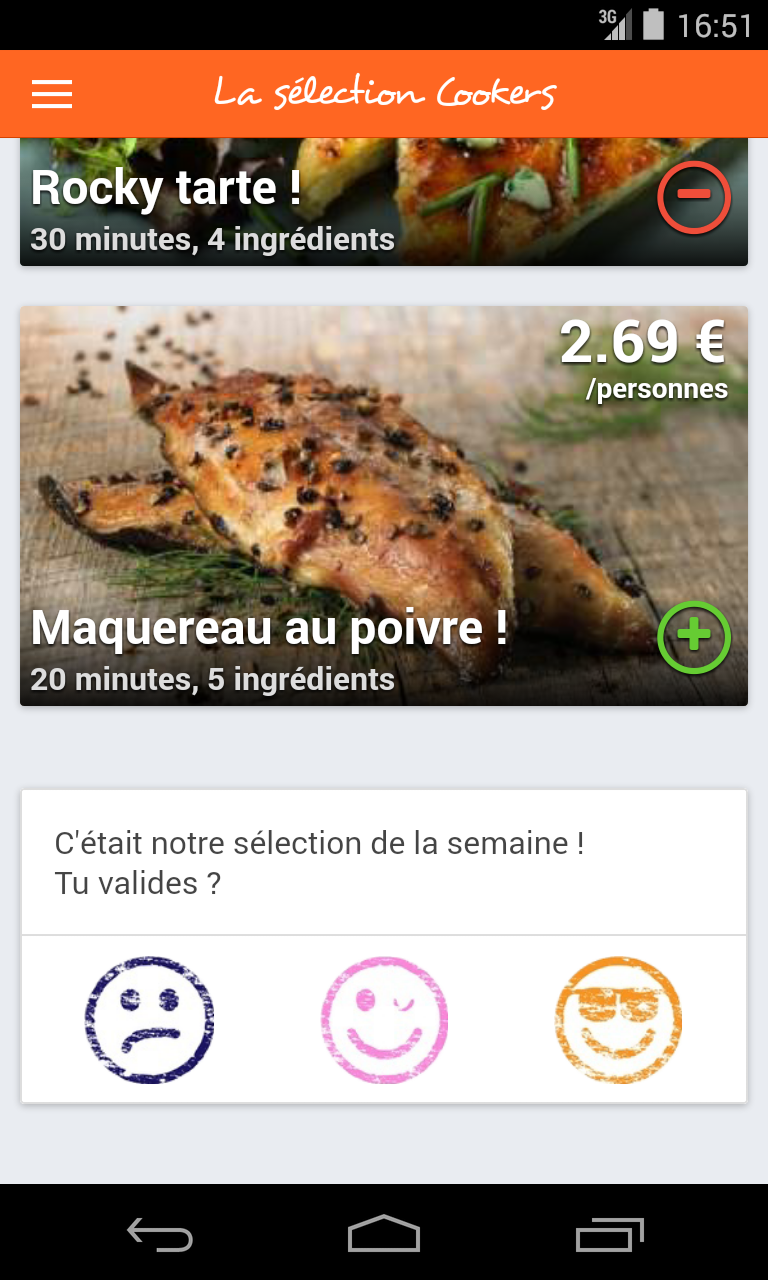 3G 16:51
La sélection Cookers
Rocky tarte !
30 minutes, 4 ingrédients
2.69 €
/personnes
Maquereau au poivre !
20 minutes, 5 ingrédients
C'était notre sélection de la semaine !
Tu valides ?